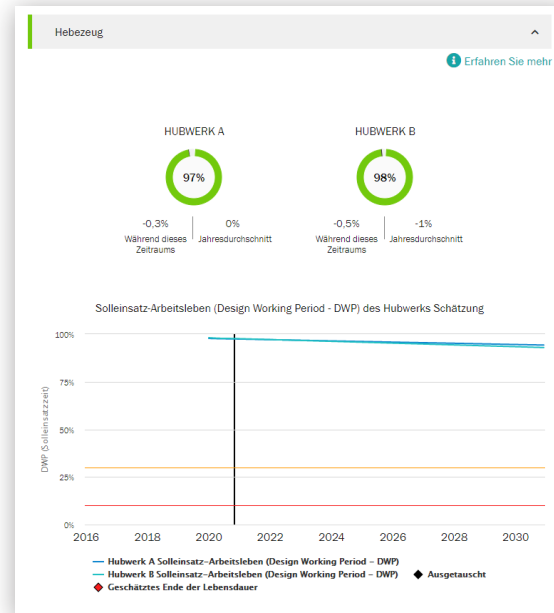 Hebezeug
Erfahren Sie mehr
HUBWERK A
HUBWERK B
97%
98%
-0,3%
0%
-0,5%
-1%
Während dieses
Zeitraums
Jahresdurchschnitt
Während dieses
Zeitraums
Jahresdurchschnitt
Solleinsatz-Arbeitsleben (Design Working Period - DWP) des Hubwerks Schätzung
DWP (Solleinsatzzeit)
100%
75%
50%
25%
0%
2016 2018 2020 2022 2024 2026 2028 2030
Hubwerk A Solleinsatz-Arbeitsleben (Design Working Period – DWP)
Hubwerk B Solleinsatz-Arbeitsleben (Design Working Period – DWP)
Ausgetauscht
Geschätztes Ende der Lebensdauer